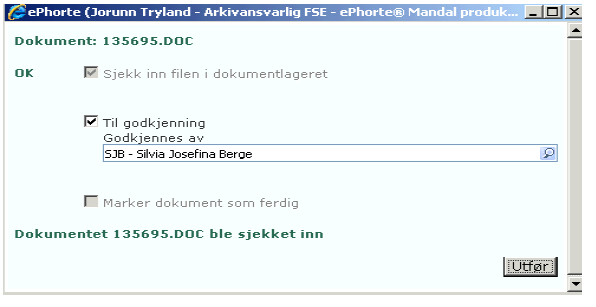 ePhorte (Jorunn Tryland - Arkivansvarlig FSE - ePhorte® Mandal produk...
Dokument: 135695.DOC
OK Sjekk inn filen i dokumentlageret
Til godkjenning
Godkjennes av
SJB - Silvia Josefina Berge
Marker dokument som ferdig
Dokumentet 135695.DOC ble sjekket inn
Utfør